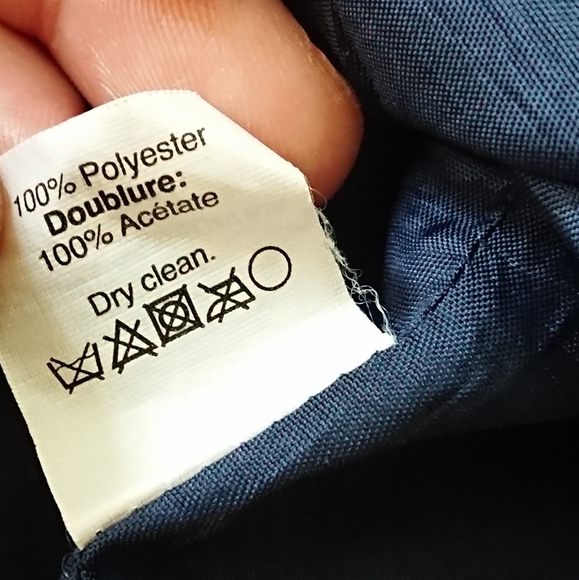 100% Polyester
Doublure:
100% Acétate
Dry clean.